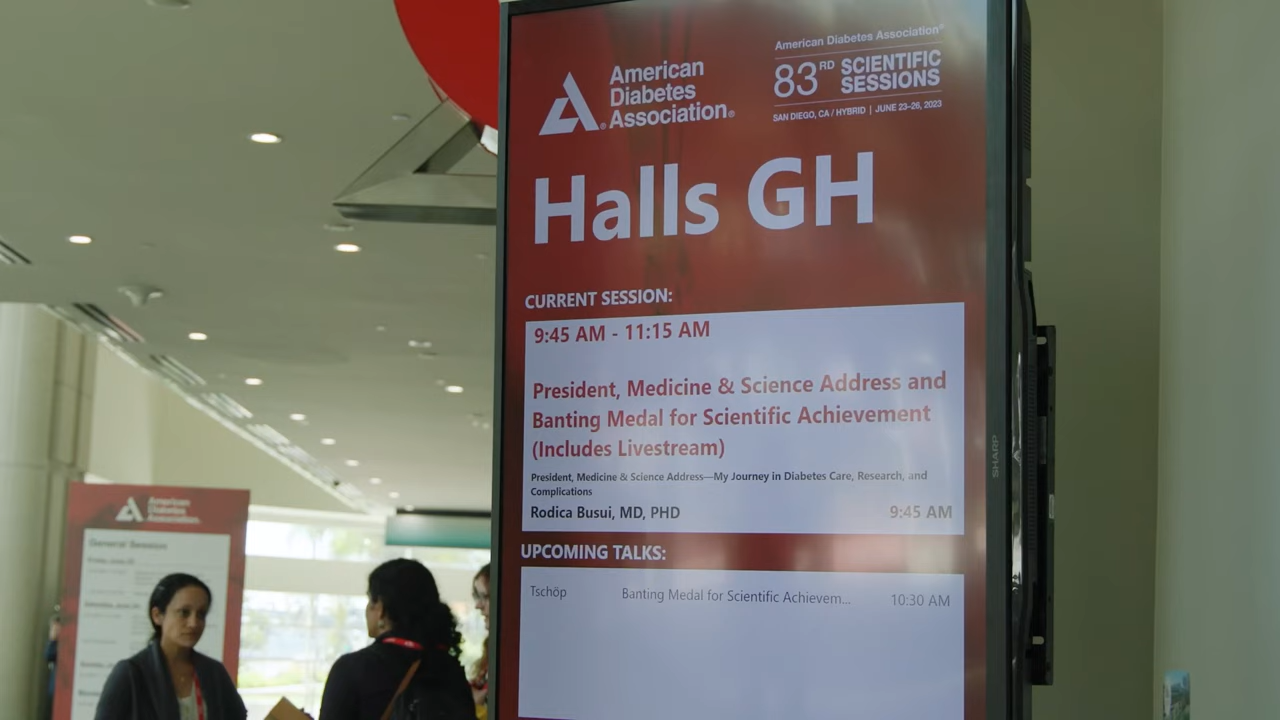 American
Diabetes
Association®
American Diabetes Association®
83RD SCIENTIFIC
SESSIONS
SAN DIEGO, CA / HYBRID | JUNE 23-26, 2023
Halls GH
CURRENT SESSION:
9:45 AM - 11:15 AM
President, Medicine & Science Address and
Banting Medal for Scientific Achievement
(Includes Livestream)
President, Medicine & Science Address—My Journey in Diabetes Care, Research, and
Complications
Rodica Busui, MD, PHD 9:45 AM
UPCOMING TALKS:
Tschöp Banting Medal for Scientific Achievem... 10:30 AM
SHARP
American
Diabetes
Association®
General Session